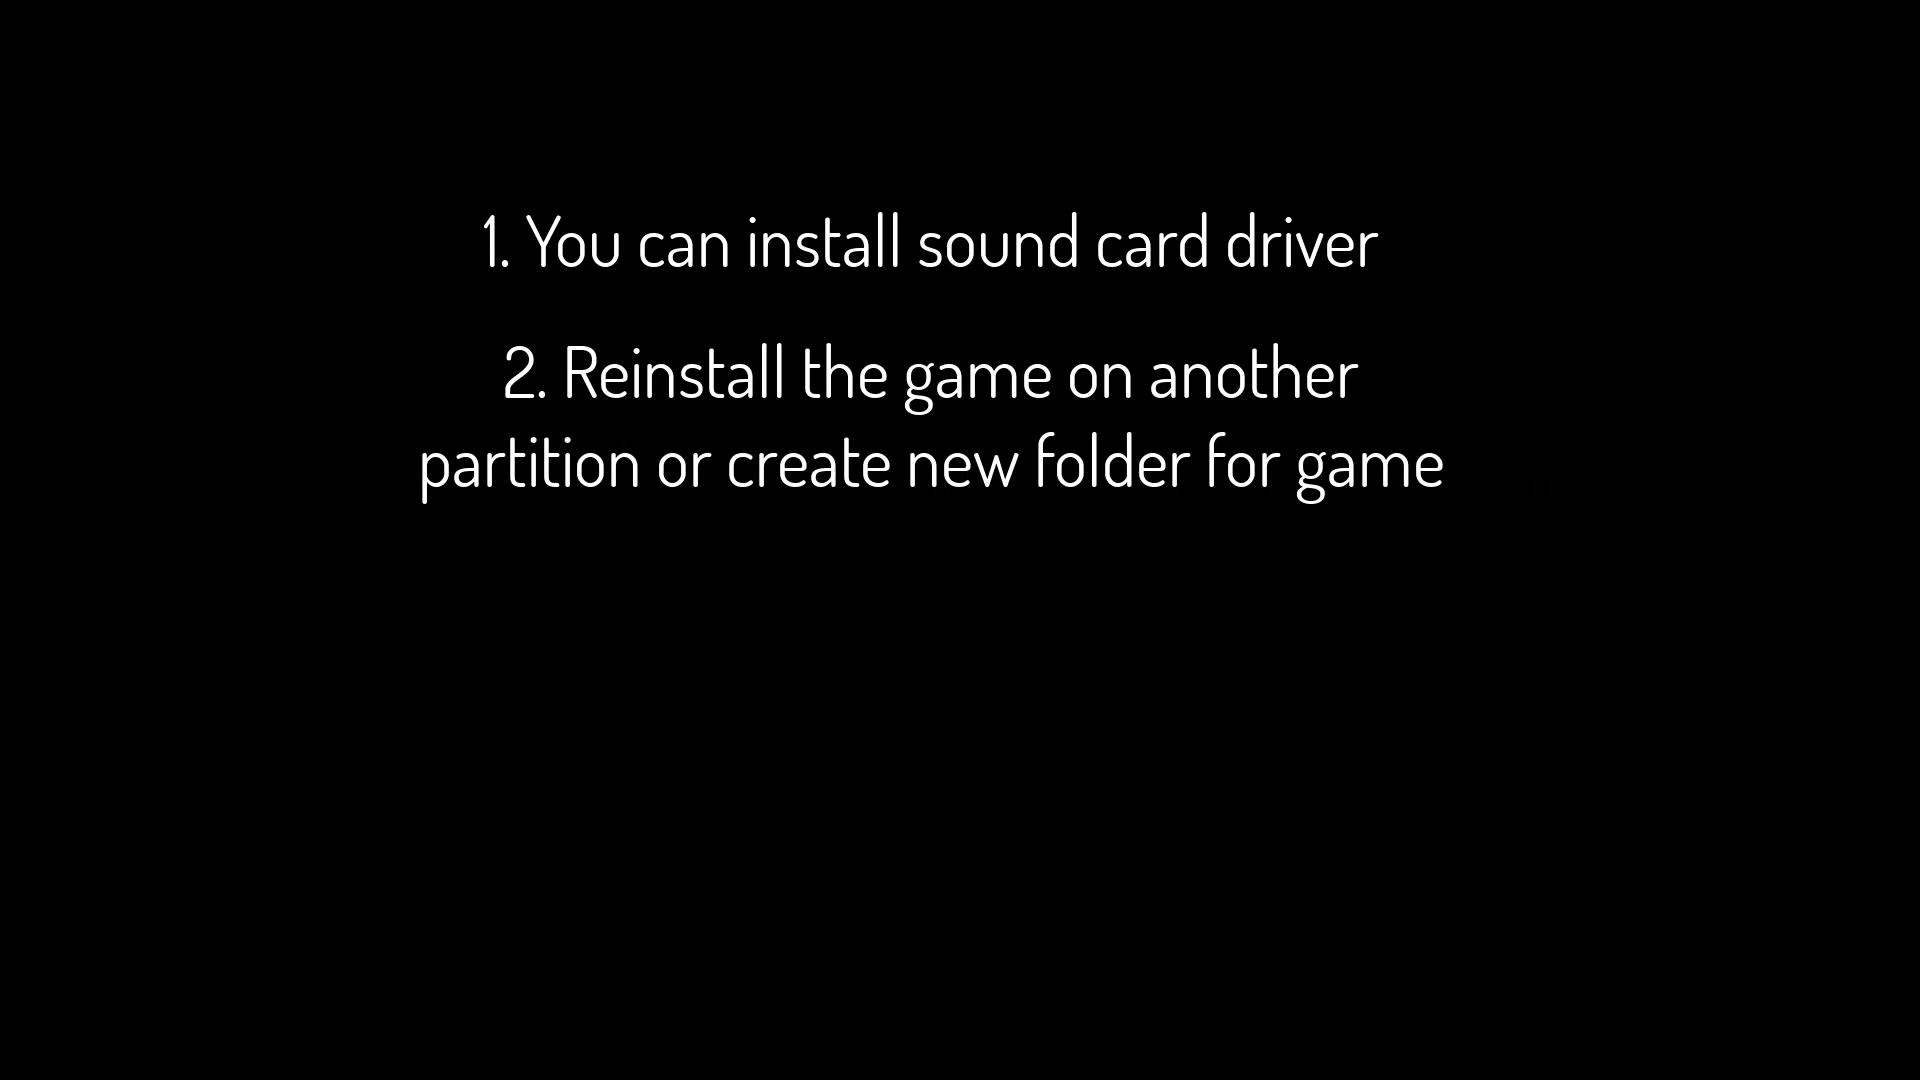 1. You can install sound card driver
2. Reinstall the game on another
partition or create new folder for game